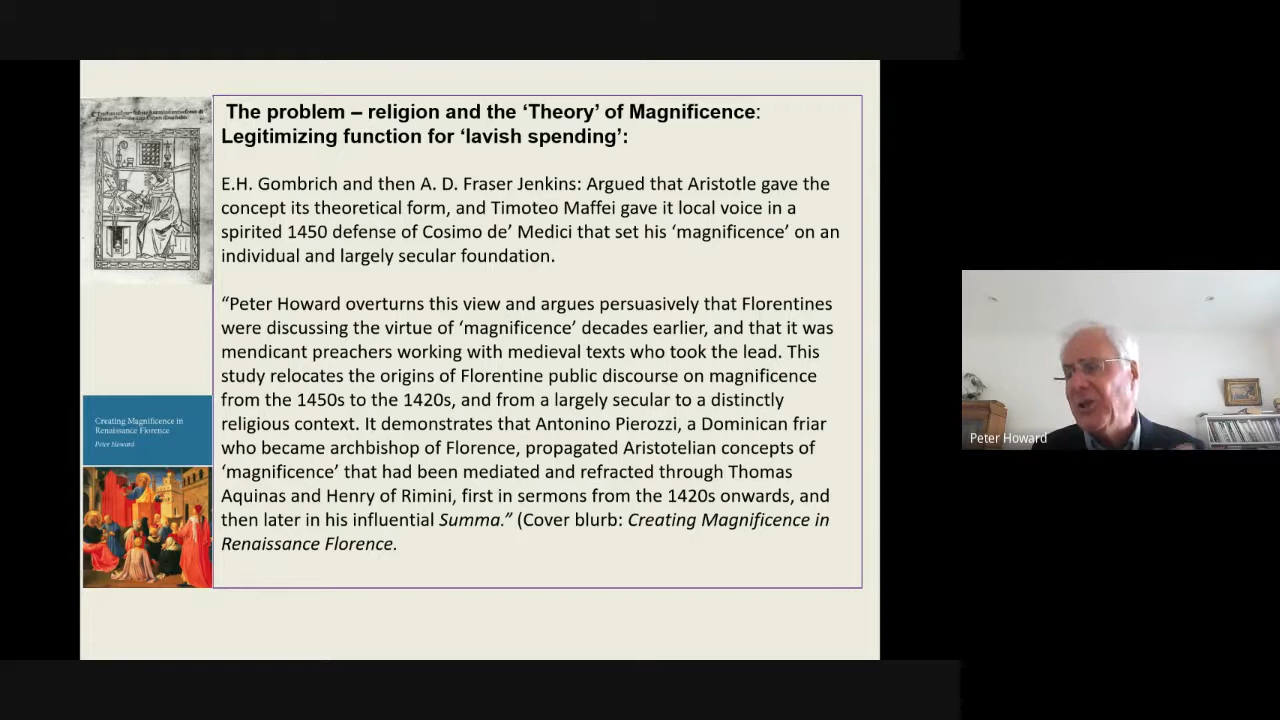 The problem – religion and the ‘Theory’ of Magnificence:
Legitimizing function for ‘lavish spending’:
E.H. Gombrich and then A. D. Fraser Jenkins: Argued that Aristotle gave the
concept its theoretical form, and Timoteo Maffei gave it local voice in a
spirited 1450 defense of Cosimo de’ Medici that set his ‘magnificence’ on an
individual and largely secular foundation.
“Peter Howard overturns this view and argues persuasively that Florentines
were discussing the virtue of ‘magnificence’ decades earlier, and that it was
mendicant preachers working with medieval texts who took the lead. This
study relocates the origins of Florentine public discourse on magnificence
from the 1450s to the 1420s, and from a largely secular to a distinctly
religious context. It demonstrates that Antonino Pierozzi, a Dominican friar
who became archbishop of Florence, propagated Aristotelian concepts of
‘magnificence’ that had been mediated and refracted through Thomas
Aquinas and Henry of Rimini, first in sermons from the 1420s onwards, and
then later in his influential Summa.” (Cover blurb: Creating Magnificence in
Renaissance Florence.
Creating Magnificence in
Renaissance Florence
Peter Howard
Peter Howard